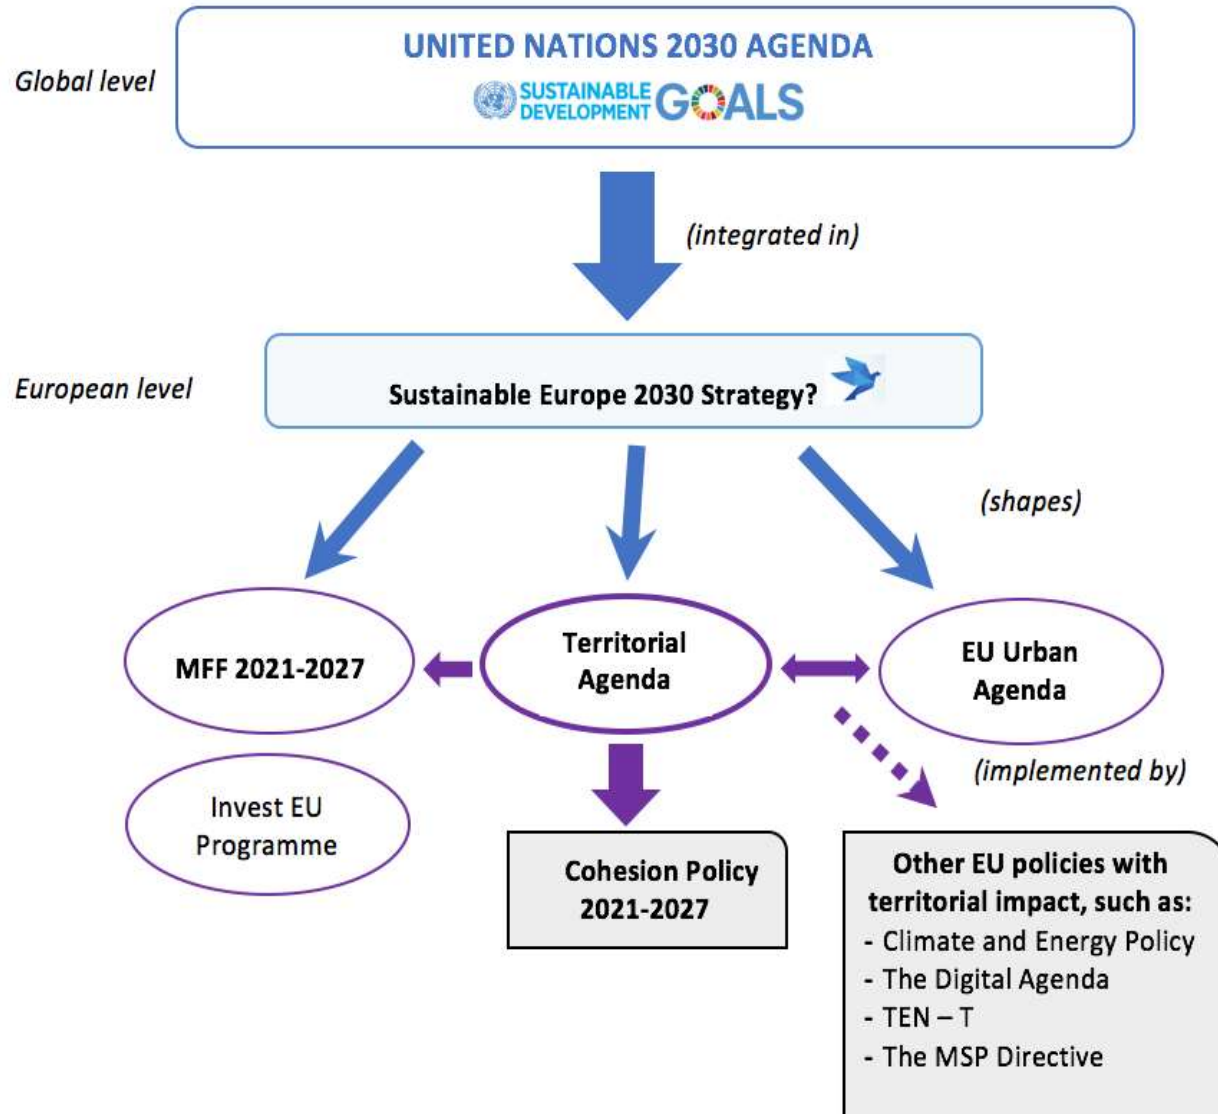 UNITED NATIONS 2030 AGENDA
Global level
SUSTAINABLE
DEVELOPMENT
GOALS
(integrated in)
European level
Sustainable Europe 2030 Strategy?
(shapes)
MFF 2021-2027
Territorial
Agenda
EU Urban
Agenda
(implemented by)
Invest EU
Programme
Cohesion Policy
2021-2027
Other EU policies with
territorial impact, such as:
- Climate and Energy Policy
- The Digital Agenda
- TEN – T
- The MSP Directive